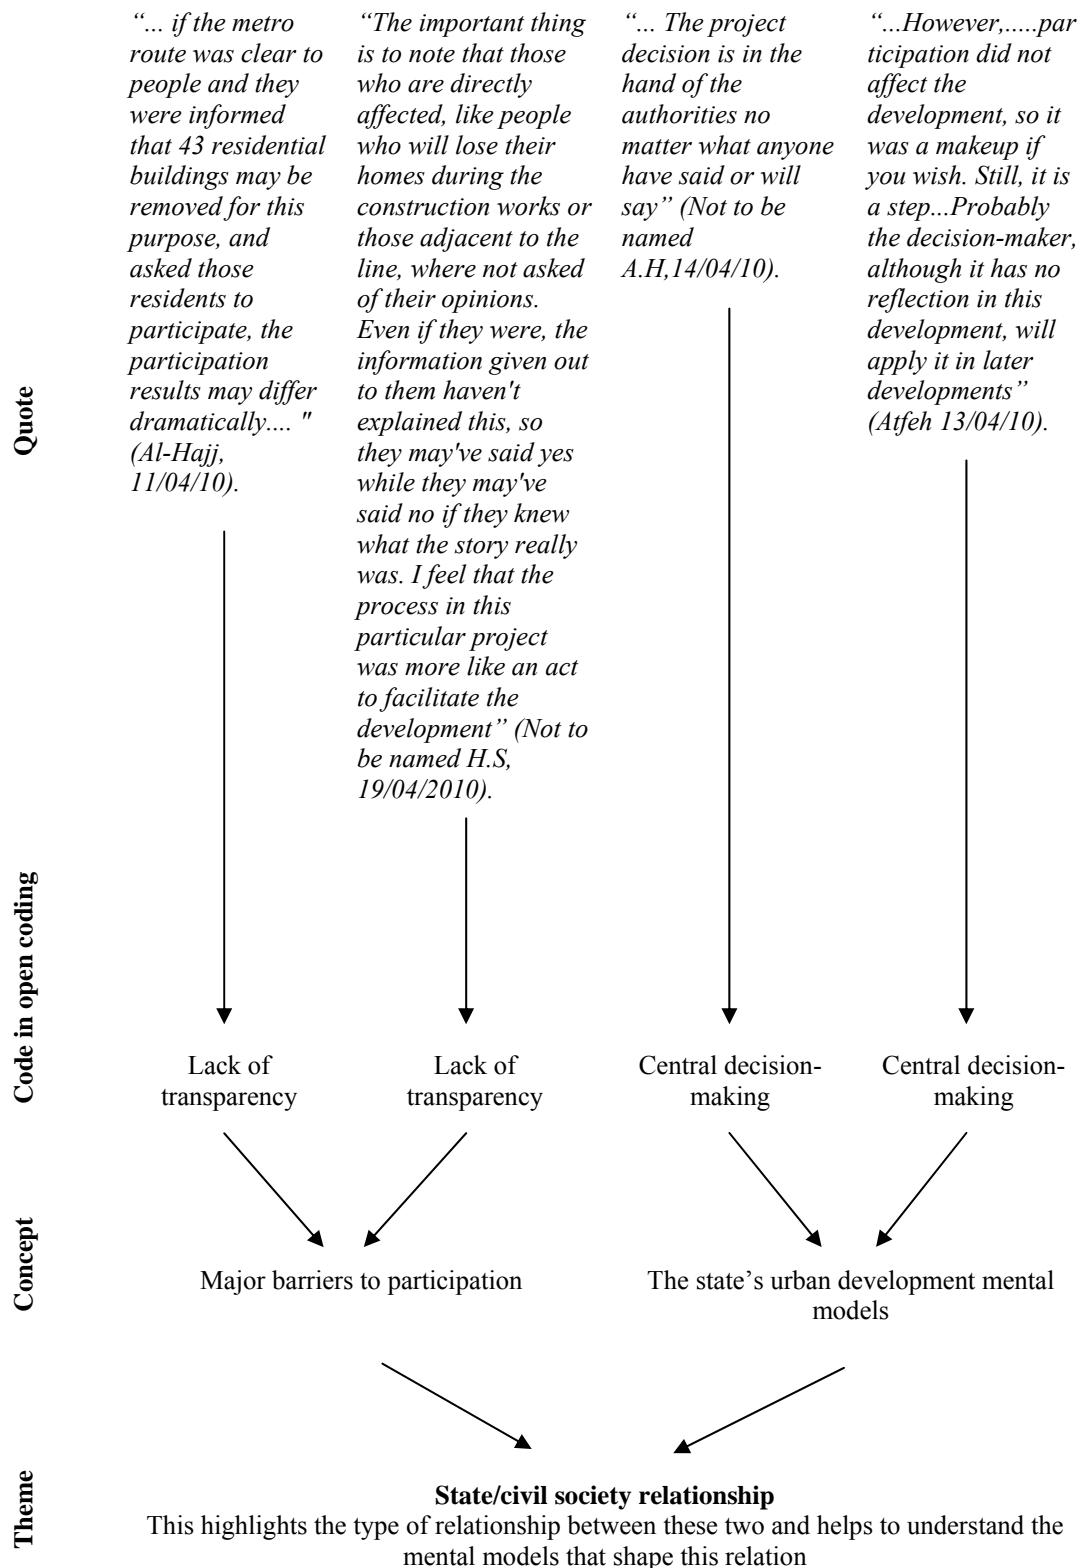 Quote
“... if the metro
route was clear to
people and they
were informed
that 43 residential
buildings may be
removed for this
purpose, and
asked those
residents to
participate, the
participation
results may differ
dramatically.... "
(Al-Hajj,
11/04/10).
“The important thing
is to note that those
who are directly
affected, like people
who will lose their
homes during the
construction works or
those adjacent to the
line, where not asked
of their opinions.
Even if they were, the
information given out
to them haven't
explained this, so
they may've said yes
while they may've
said no if they knew
what the story really
was. I feel that the
process in this
particular project
was more like an act
to facilitate the
development” (Not to
be named H.S,
19/04/2010).
“... The project
decision is in the
hand of the
authorities no
matter what anyone
have said or will
say” (Not to be
named
A.H,14/04/10).
“...However,.....par
ticipation did not
affect the
development, so it
was a makeup if
you wish. Still, it is
a step...Probably
the decision-maker,
although it has no
reflection in this
development, will
apply it in later
developments”
(Atfeh 13/04/10).
Code in open coding
Lack of
transparency
Lack of
transparency
Central decision-
making
Central decision-
making
Concept
Major barriers to participation
The state’s urban development mental
models
Theme
State/civil society relationship
This highlights the type of relationship between these two and helps to understand the
mental models that shape this relation